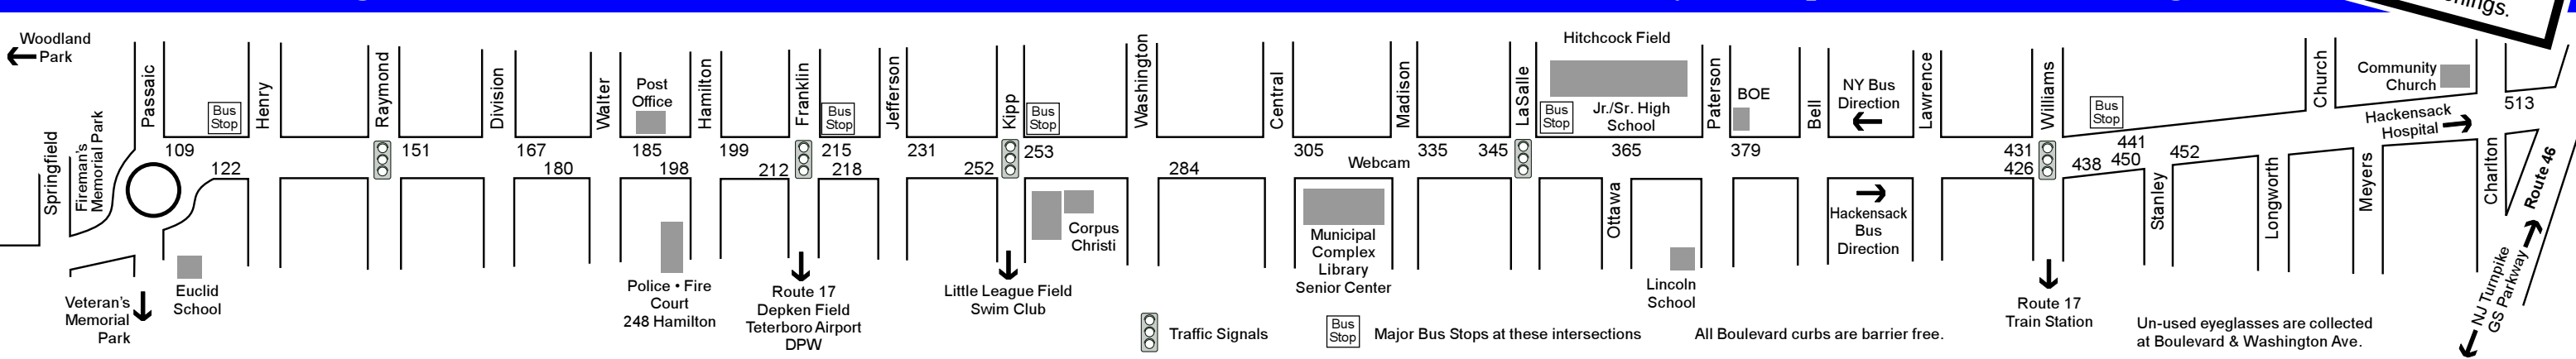 nings.
Woodland
Park
Springfield
Fireman's
Memorial Park
Passaic
Bus
Stop
Henry
Raymond
Division
Walter
Post
Office
Hamilton
Franklin
Bus
Stop
Jefferson
Kipp
Bus
Stop
Washington
Central
Madison
LaSalle
Bus
Stop
Hitchcock Field
Jr./Sr. High
School
Paterson
BOE
Bell
NY Bus
Direction
Lawrence
Williams
Bus
Stop
Church
Community
Church
Hackensack
Hospital
513
109
151
167
185
199
215
231
253
305
335
345
365
379
431
441
122
180
198
212
218
252
284
Webcam
426
438
450
452
Euclid
School
Veteran's
Memorial
Park
Police • Fire
Court
248 Hamilton
Route 17
Depken Field
Teterboro Airport
DPW
Little League Field
Swim Club
Corpus
Christi
Municipal
Complex
Library
Senior Center
Ottawa
Lincoln
School
Hackensack
Bus
Direction
Route 17
Train Station
Stanley
Longworth
Meyers
Charlton
Route 46
NJ Turnpike
GS Parkway
Traffic Signals
Bus
Stop
Major Bus Stops at these intersections
All Boulevard curbs are barrier free.
Un-used eyeglasses are collected
at Boulevard & Washington Ave.